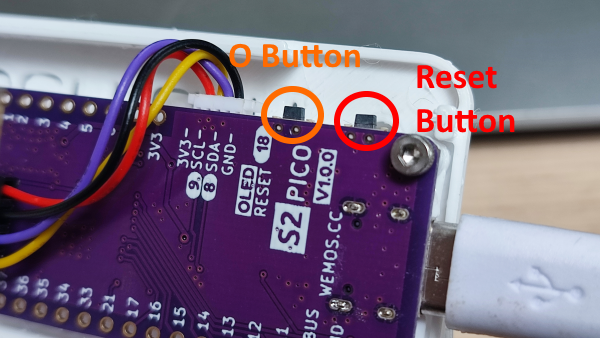 O Button
Reset
Button
1
2
3
4
5
3V3
3V3-
SCL-
SDA-
GND-
9
8
18
OLED
RESET
S2
PICO
V1.0.0
WEMOS.CC
36
35
34
33
21
17
16
15
14
13
12
1
BUS